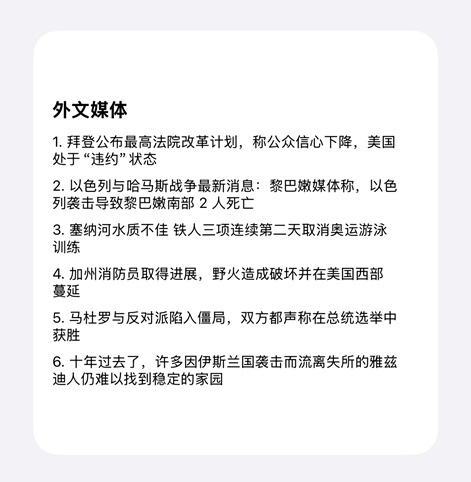 外文媒体
1. 拜登公布最高法院改革计划，称公众信心下降，美国
处于 “违约” 状态
2. 以色列与哈马斯战争最新消息：黎巴嫩媒体称，以色
列袭击导致黎巴嫩南部 2 人死亡
3. 塞纳河水质不佳 铁人三项连续第二天取消奥运游泳
训练
4. 加州消防员取得进展，野火造成破坏并在美国西部
蔓延
5. 马杜罗与反对派陷入僵局，双方都声称在总统选举中
获胜
6. 十年过去了，许多因伊斯兰国袭击而流离失所的雅兹
迪人仍难以找到稳定的家园